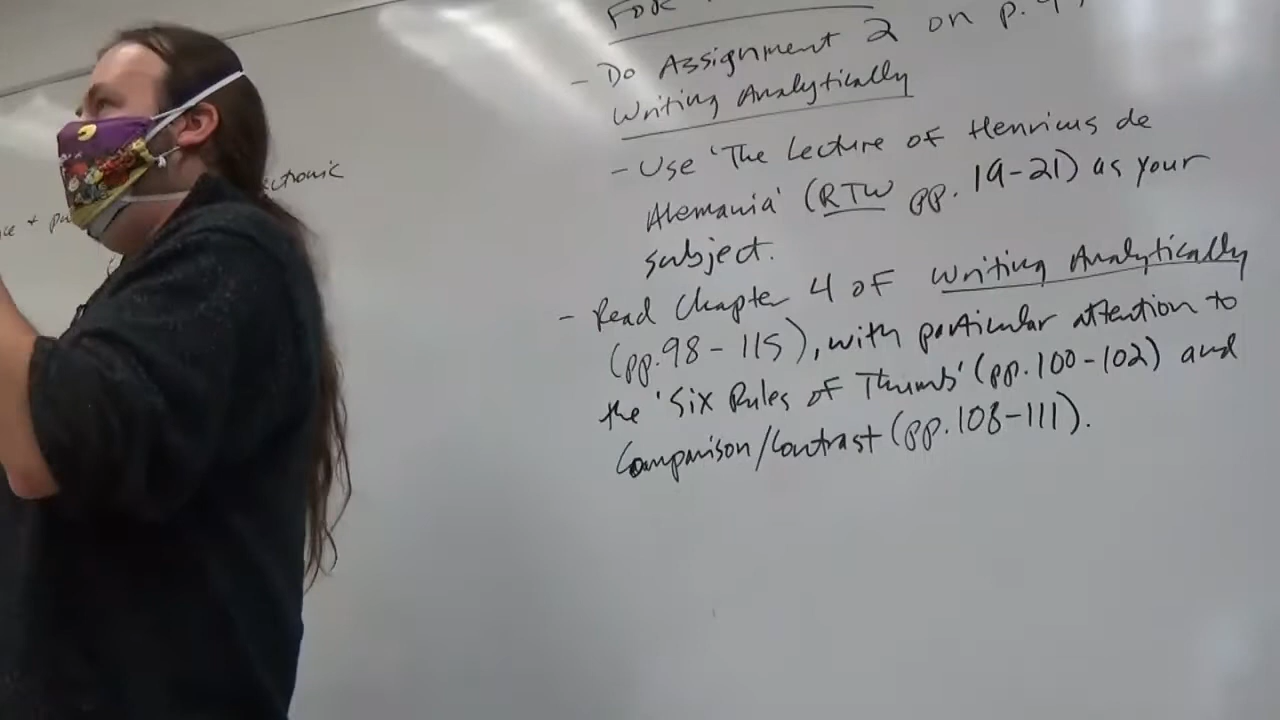 FOR
- Do Assignment 2 on p.
Writing Analytically
- Use 'The Lecture of Henricus de
Alemania' (RTW pp. 19-21) as your
subject.
- Read Chapter 4 of Writing Analytically
(pp. 98-115), with particular attention to
the 'Six Rules of Thumb' (pp. 100-102) and
Comparison/Contrast (pp. 108-111).